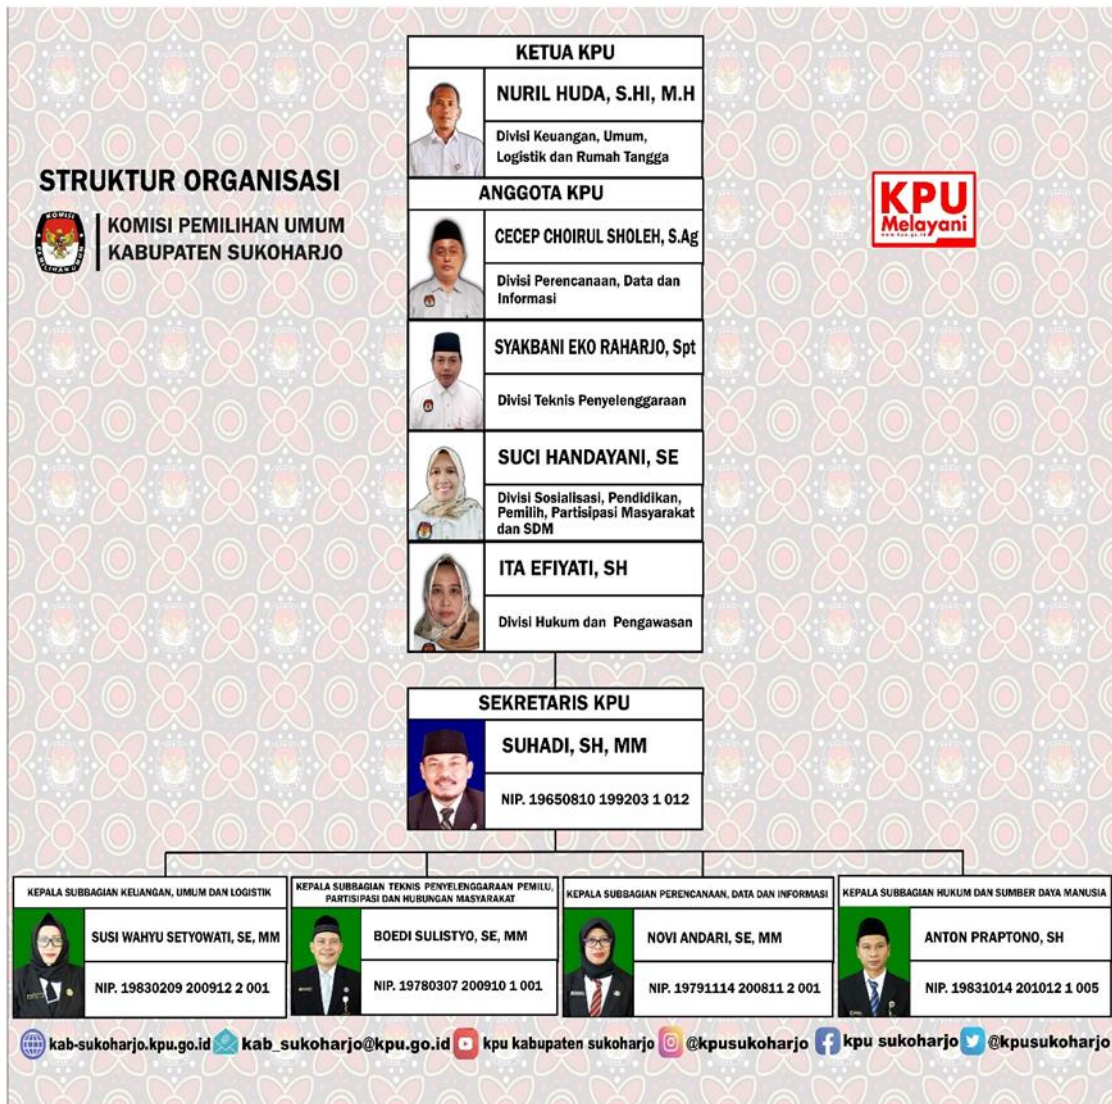 KETUA KPU
NURIL HUDA, S.HI, M.H
Divisi Keuangan, Umum,
Logistik dan Rumah Tangga
STRUKTUR ORGANISASI
KOMISI
PEMILIHAN UMUM
KOMISI PEMILIHAN UMUM
KABUPATEN SUKOHARJO
KPU
Melayani
www.kpu.go.id
ANGGOTA KPU
CECEP CHOIRUL SHOLEH, S.Ag
Divisi Perencanaan, Data dan
Informasi
SYAKBANI EKO RAHARJO, Spt
Divisi Teknis Penyelenggaraan
SUCI HANDAYANI, SE
Divisi Sosialisasi, Pendidikan,
Pemilih, Partisipasi Masyarakat
dan SDM
ITA EFIYATI, SH
Divisi Hukum dan Pengawasan
SEKRETARIS KPU
SUHADI, SH, MM
NIP. 19650810 199203 1 012
KEPALA SUBBAGIAN KEUANGAN, UMUM DAN LOGISTIK
SUSI WAHYU SETYOWATI, SE, MM
NIP. 19830209 200912 2 001
KEPALA SUBBAGIAN TEKNIS PENYELENGGARAAN PEMILU,
PARTISIPASI DAN HUBUNGAN MASYARAKAT
BOEDI SULISTYO, SE, MM
NIP. 19780307 200910 1 001
KEPALA SUBBAGIAN PERENCANAAN, DATA DAN INFORMASI
NOVI ANDARI, SE, MM
NIP. 19791114 200811 2 001
KEPALA SUBBAGIAN HUKUM DAN SUMBER DAYA MANUSIA
ANTON PRAPTONO, SH
NIP. 19831014 201012 1 005
kab-sukoharjo.kpu.go.id kab_sukoharjo@kpu.go.id kpu kabupaten sukoharjo @kpusukoharjo kpu sukoharjo @kpusukoharjo